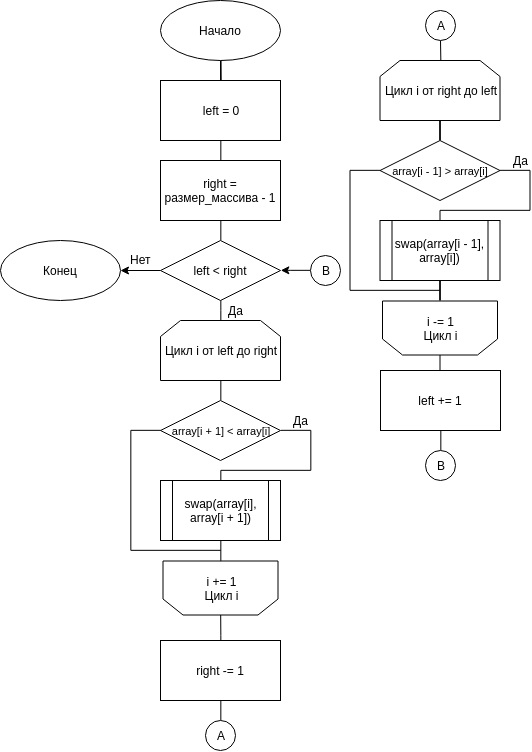 Начало
left = 0
right =
размер_массива - 1
left < right
Нет
Конец
B
Да
Цикл i от left до right
array[i + 1] < array[i]
Да
swap(array[i],
array[i + 1])
i += 1
Цикл i
right -= 1
A
A
Цикл i от right до left
array[i - 1] > array[i]
Да
swap(array[i - 1],
array[i])
i -= 1
Цикл i
left += 1
B